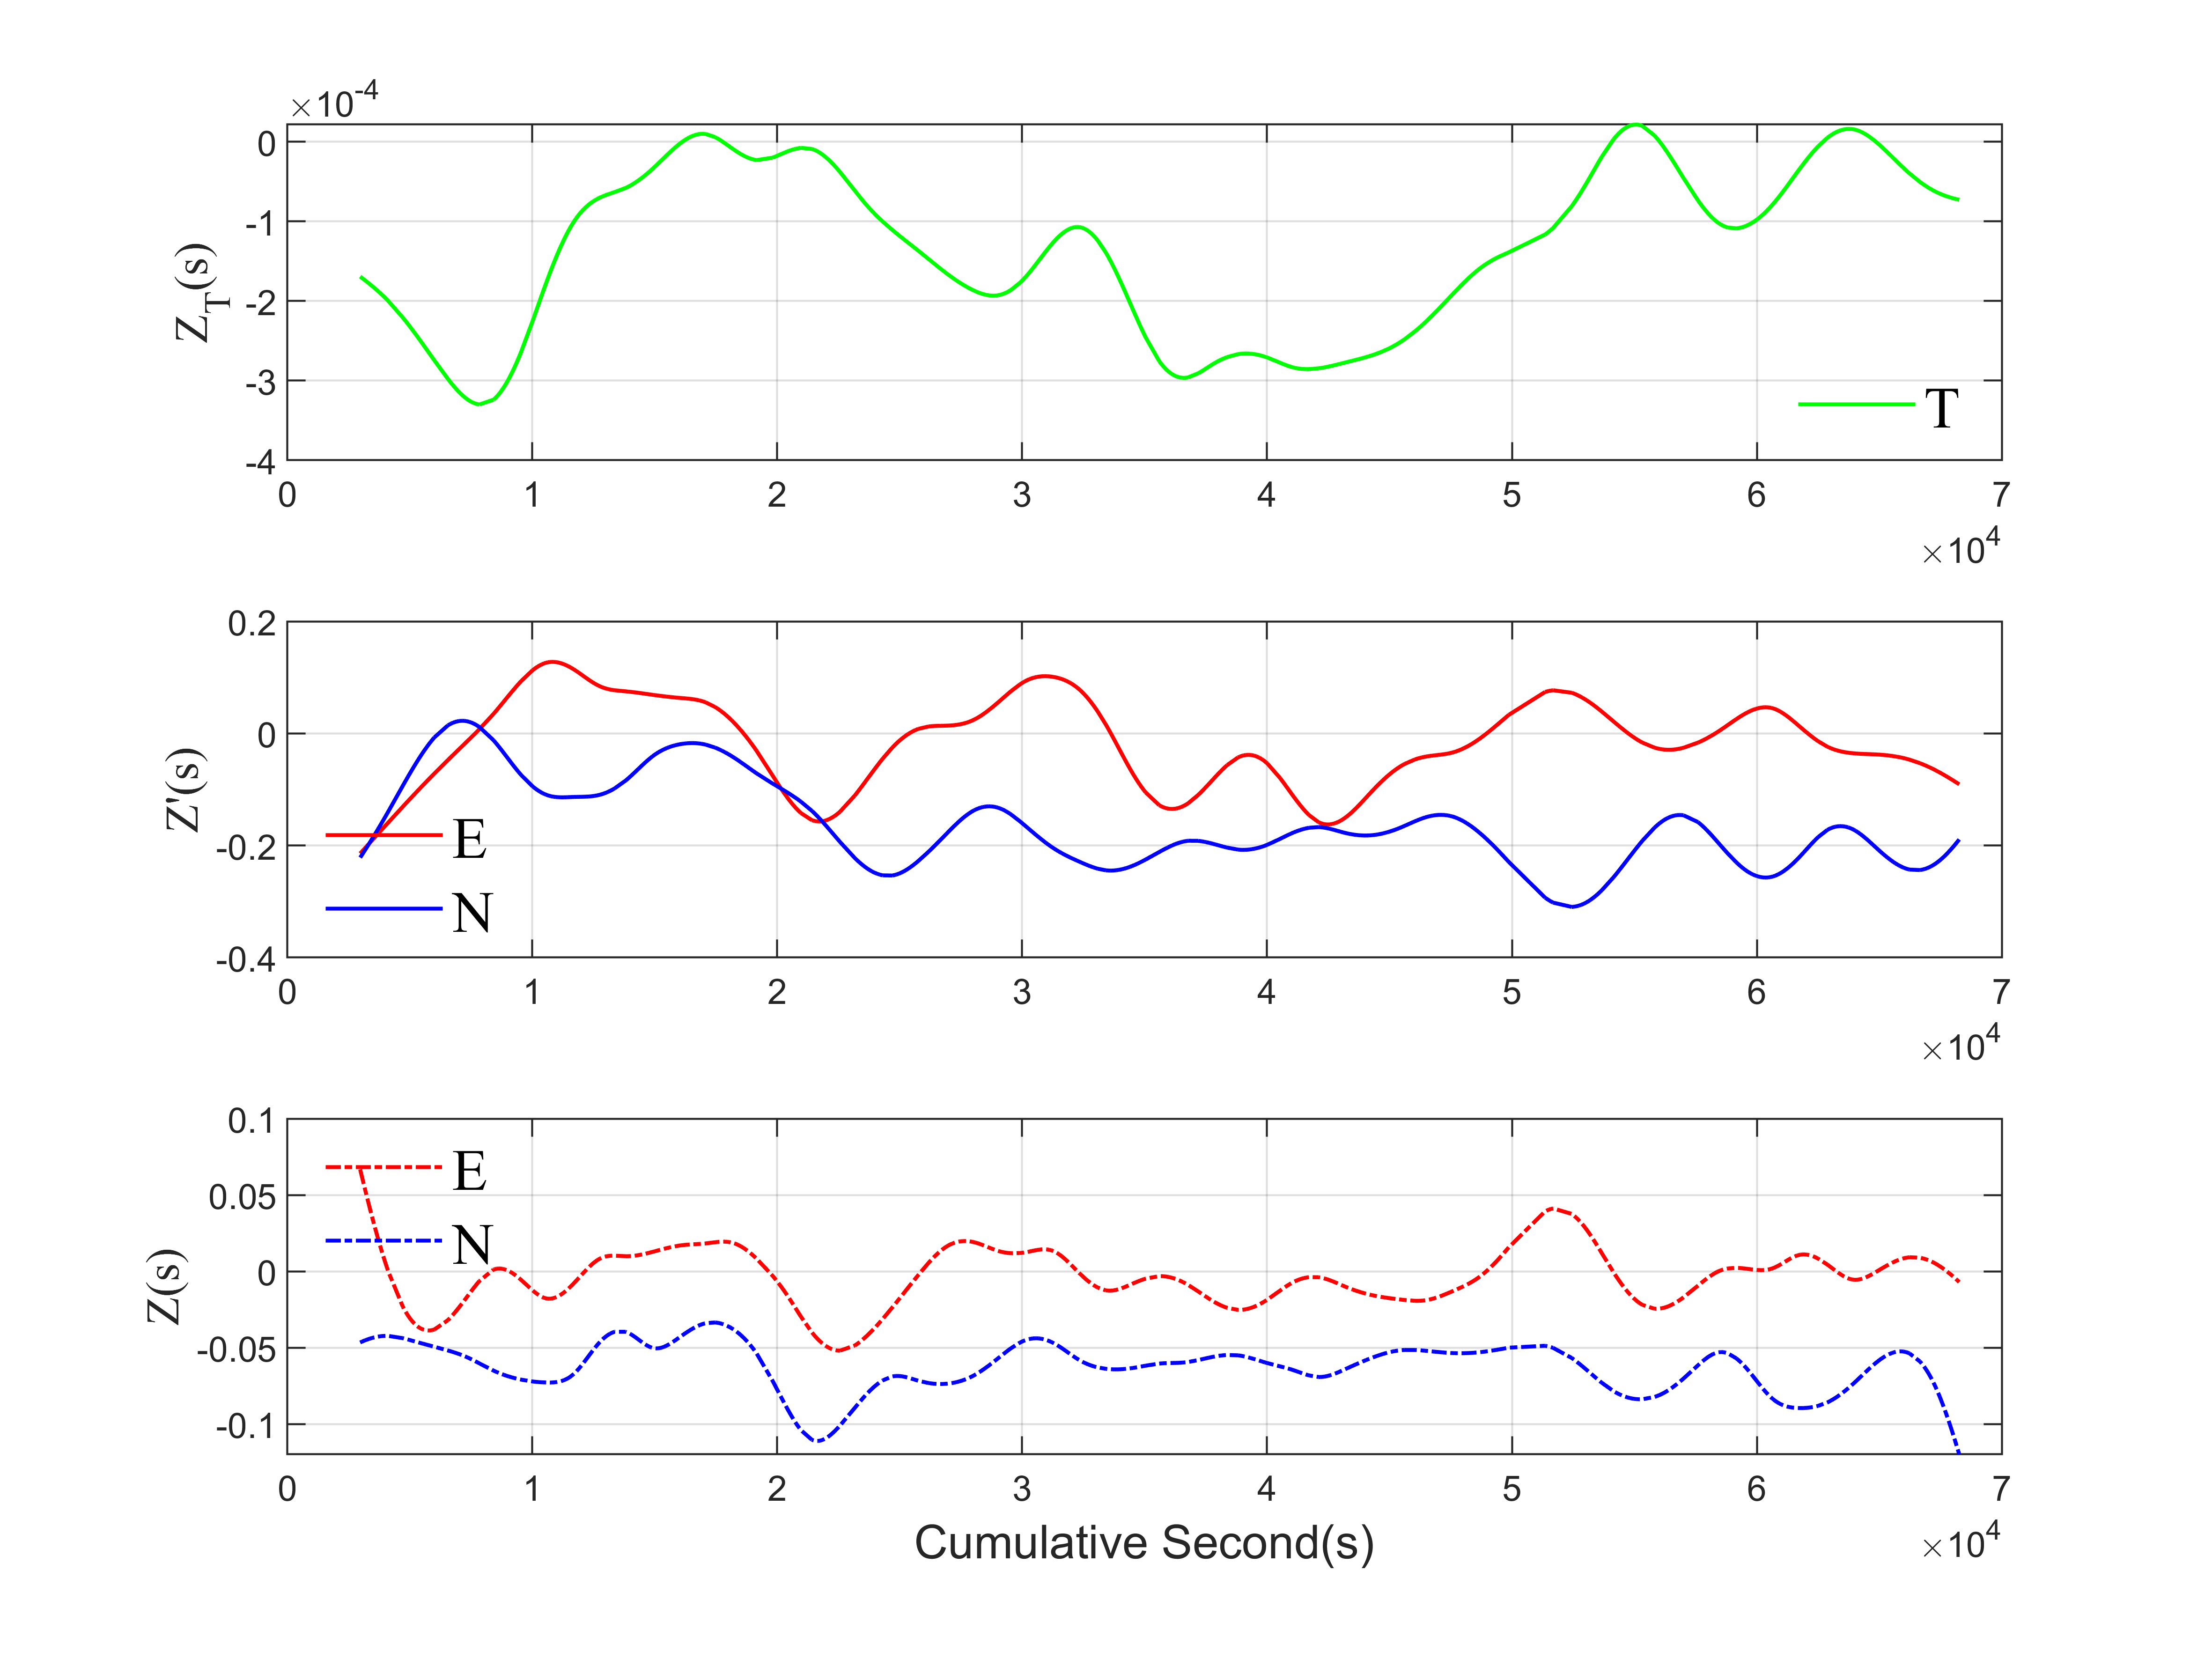 ×10-4
Z_T(s)
0
-1
-2
-3
-4
T
0 1 2 3 4 5 6 7
×10^4
Z'(s)
0.2
0
-0.2
-0.4
E
N
0 1 2 3 4 5 6 7
×10^4
Z(s)
0.1
0.05
0
-0.05
-0.1
E
N
0 1 2 3 4 5 6 7
Cumulative Second(s)
×10^4